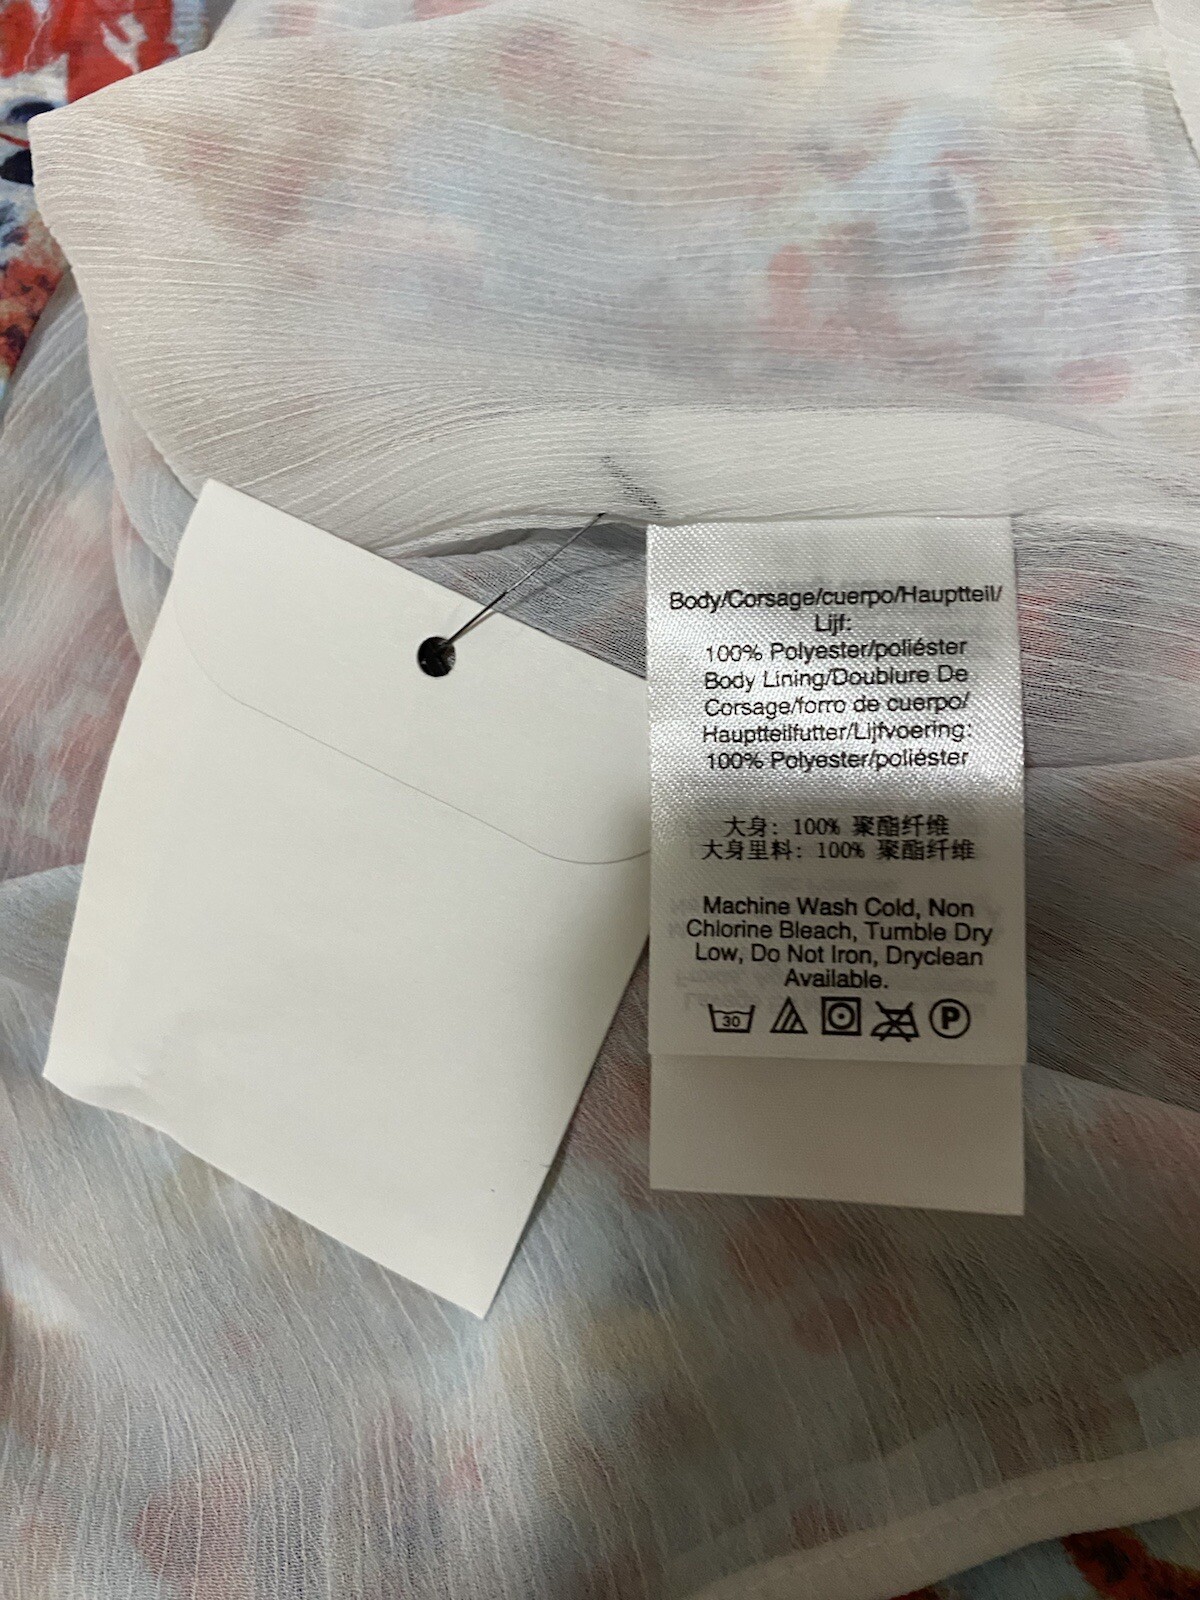 Body/Corsage/cuerpo/Hauptteil/
Lijf:
100% Polyester/poliéster
Body Lining/Doublure De
Corsage/forro de cuerpo/
Hauptteilfutter/Lijfvoering:
100% Polyester/poliéster
大身: 100% 聚酯纤维
大身里料: 100% 聚酯纤维
Machine Wash Cold, Non
Chlorine Bleach, Tumble Dry
Low, Do Not Iron, Dryclean
Available.
30 P